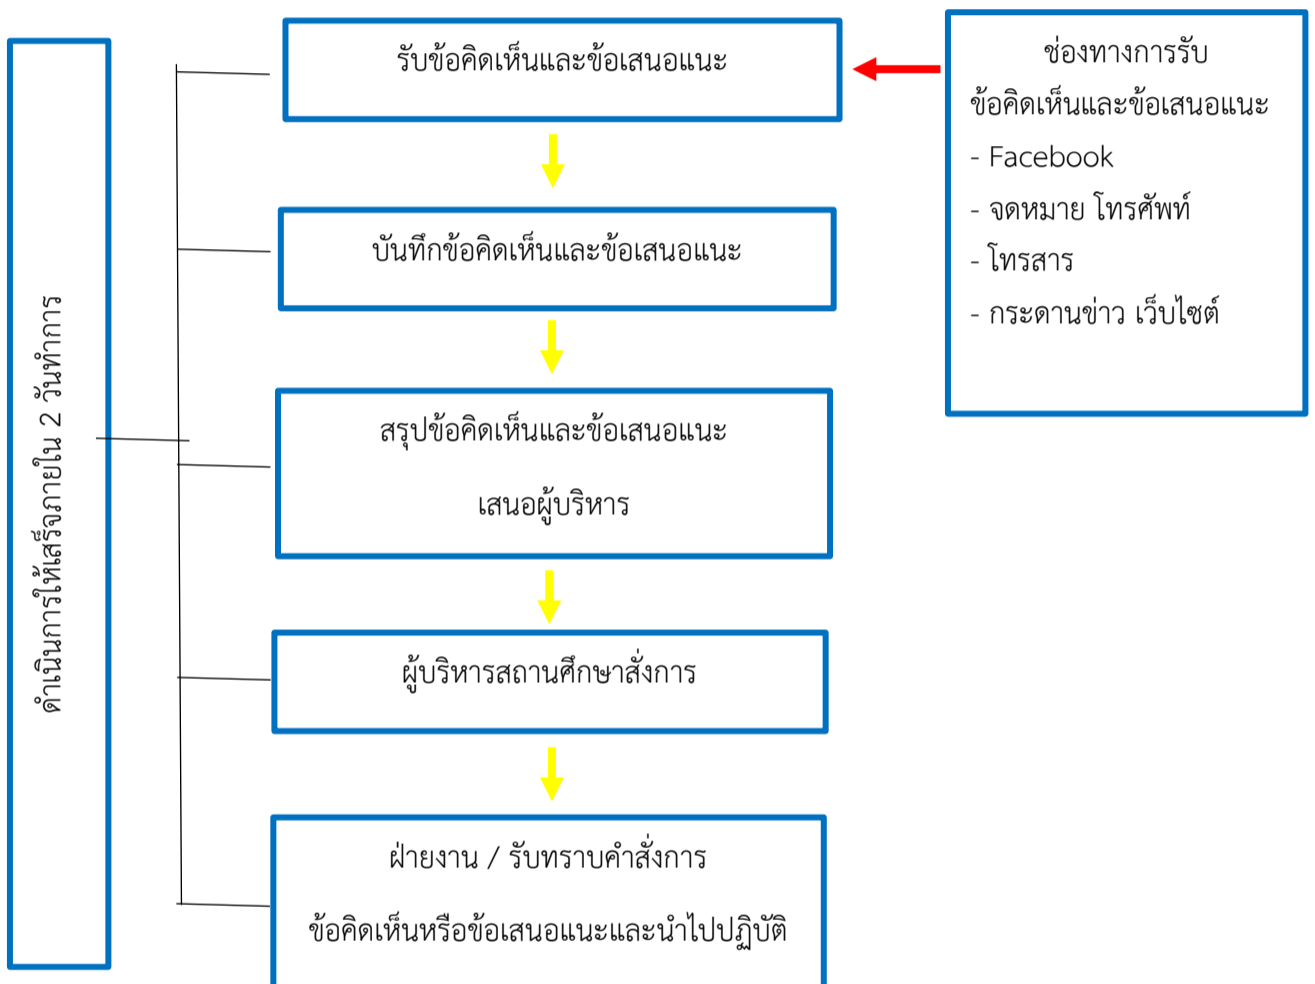 รับข้อคิดเห็นและข้อเสนอแนะ
บันทึกข้อคิดเห็นและข้อเสนอแนะ
สรุปข้อคิดเห็นและข้อเสนอแนะ
เสนอผู้บริหาร
ผู้บริหารสถานศึกษาสั่งการ
ฝ่ายงาน / รับทราบคำสั่งการ
ข้อคิดเห็นหรือข้อเสนอแนะและนำไปปฏิบัติ
ช่องทางการรับ
ข้อคิดเห็นและข้อเสนอแนะ
- Facebook
- จดหมาย โทรศัพท์
- โทรสาร
- กระดานข่าว เว็บไซต์
ดำเนินการให้เสร็จภายใน 2 วันทำการ